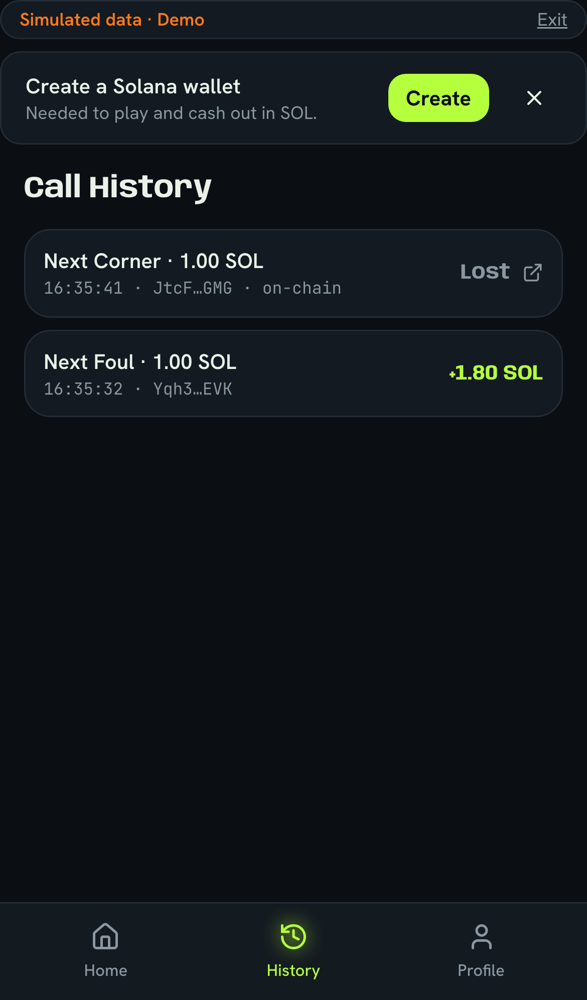 Simulated data · Demo
Exit
Create a Solana wallet
Needed to play and cash out in SOL.
Create
Call History
Next Corner · 1.00 SOL
16:35:41 · JtcF…GMG · on-chain
Lost
Next Foul · 1.00 SOL
16:35:32 · Yqh3…EVK
+1.80 SOL
Home
History
Profile